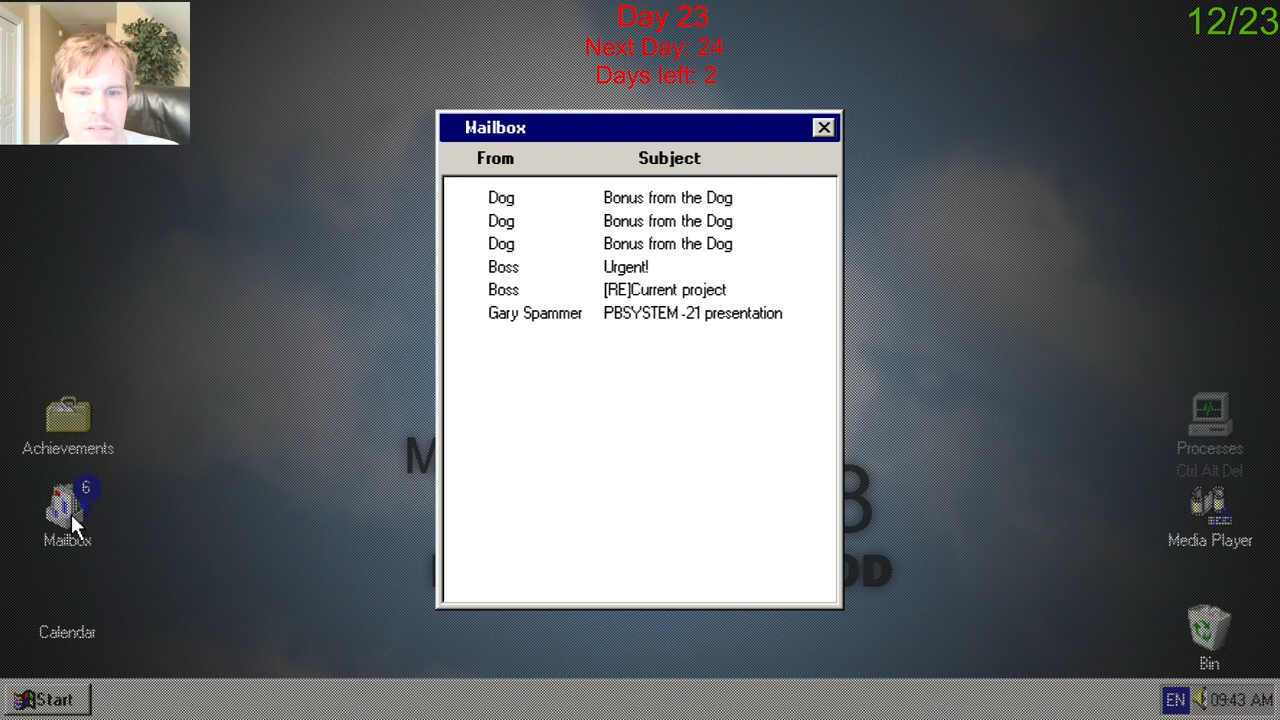 Day 23
Next Day: 24
Days left: 2
12/23
Mailbox
From Subject
Dog Bonus from the Dog
Dog Bonus from the Dog
Dog Bonus from the Dog
Boss Urgent!
Boss [RE]Current project
Gary Spammer PBSYSTEM-21 presentation
Achievements
6
Mailbox
Calendar
Processes
Ctrl Alt Del
Media Player
Bin
Start
EN 09:43 AM